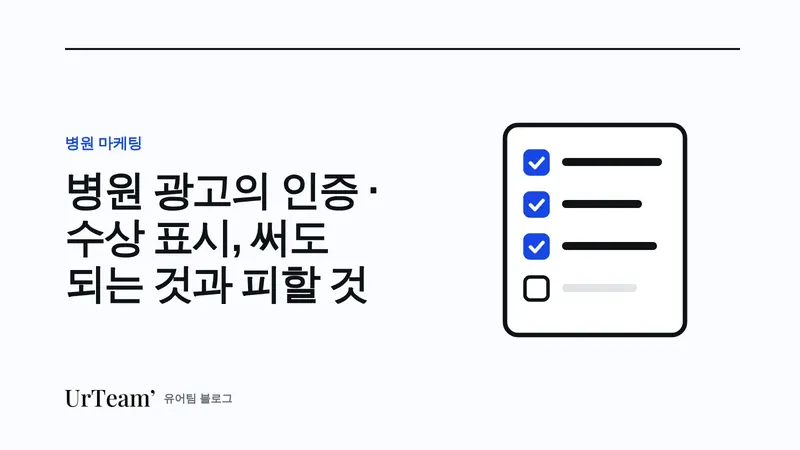 병원 마케팅
병원 광고의 인증 ·
수상 표시, 써도
되는 것과 피할 것
UrTeam’ 유어팀 블로그